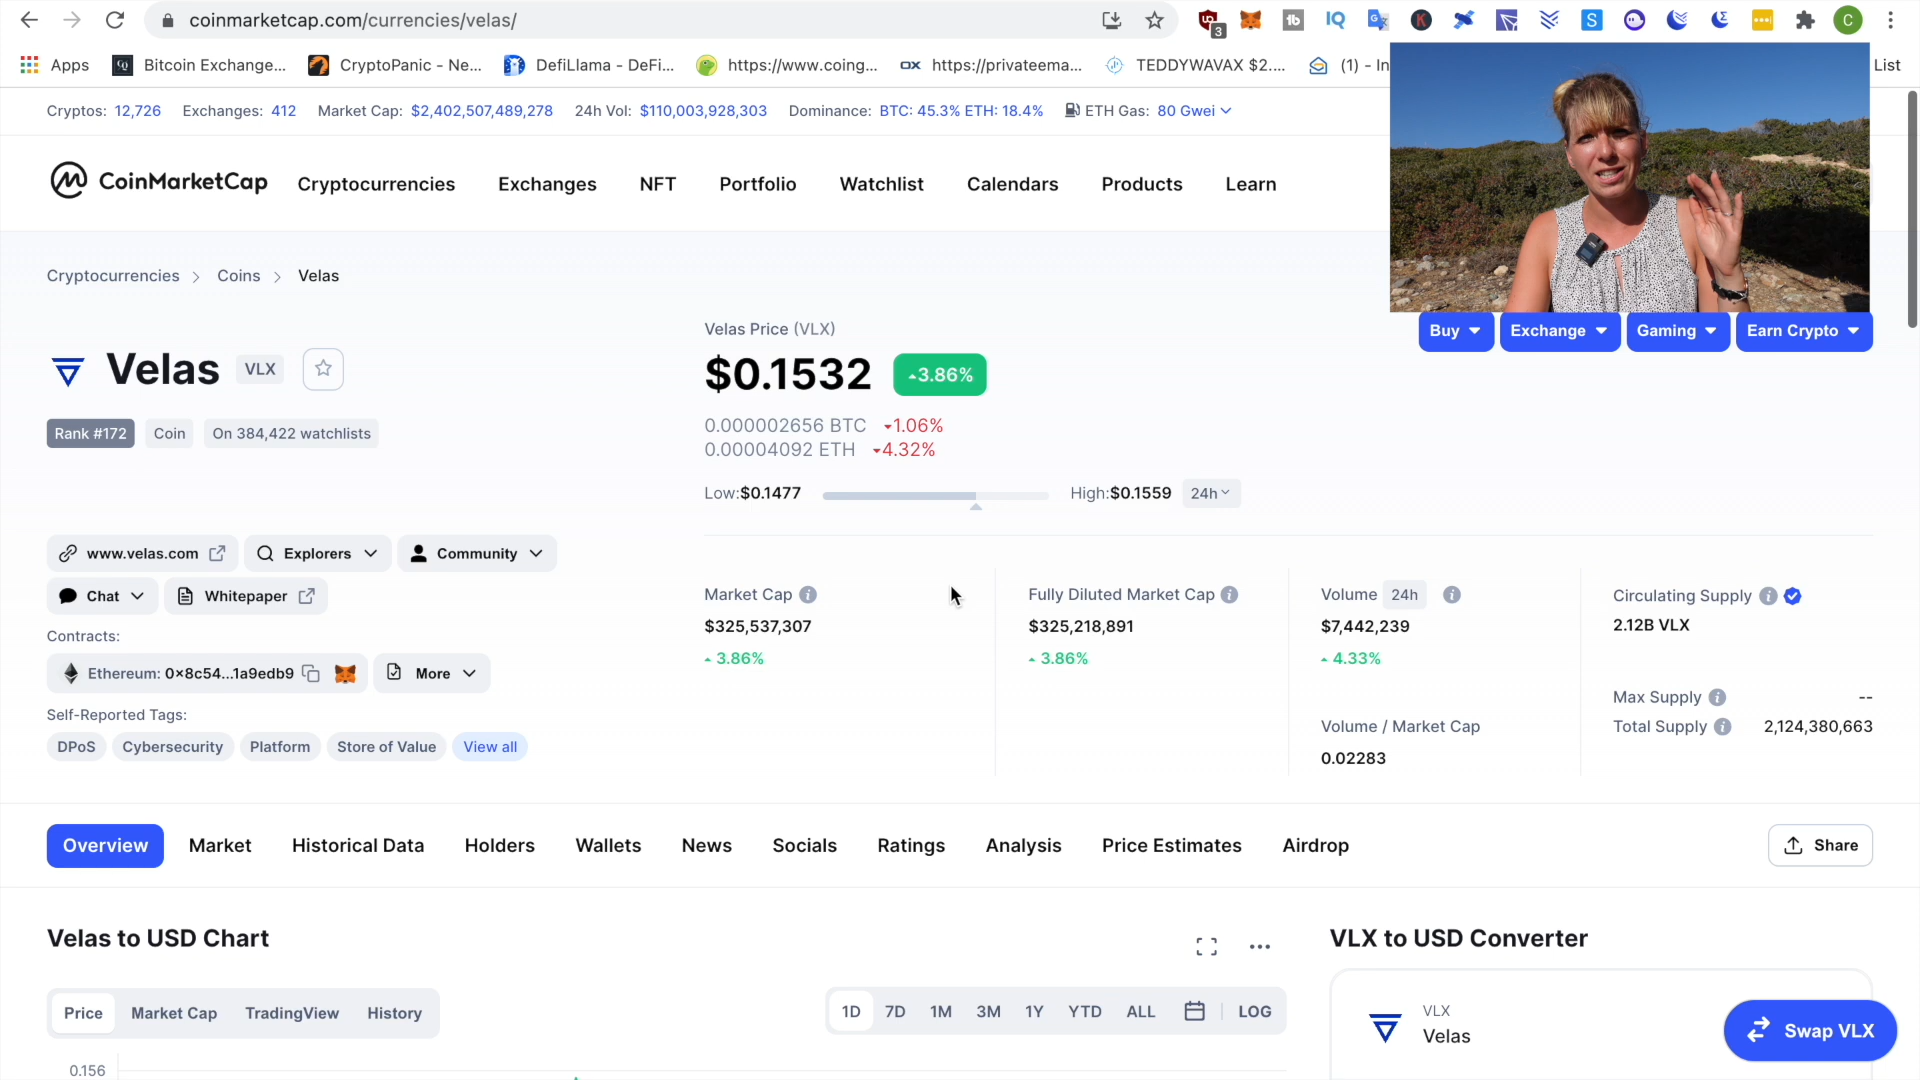 coinmarketcap.com/currencies/velas/
3
C
Apps
Bitcoin Exchange...
CryptoPanic - Ne...
DefiLlama - DeFi...
https://www.coing...
https://privateema...
TEDDYWAVAX $2....
(1) - In
List
Cryptos: 12,726 Exchanges: 412 Market Cap: $2,402,507,489,278 24h Vol: $110,003,928,303 Dominance: BTC: 45.3% ETH: 18.4% ETH Gas: 80 Gwei
CoinMarketCap Cryptocurrencies Exchanges NFT Portfolio Watchlist Calendars Products Learn
Cryptocurrencies > Coins > Velas
Velas VLX
Rank #172 Coin On 384,422 watchlists
Velas Price (VLX)
$0.1532 3.86%
0.000002656 BTC 1.06%
0.00004092 ETH 4.32%
Low:$0.1477 High:$0.1559 24h
Buy Exchange Gaming Earn Crypto
www.velas.com Explorers Community
Chat Whitepaper
Contracts:
Ethereum: 0x8c54...1a9edb9 More
Self-Reported Tags:
DPoS Cybersecurity Platform Store of Value View all
Market Cap
$325,537,307
3.86%
Fully Diluted Market Cap
$325,218,891
3.86%
Volume 24h
$7,442,239
4.33%
Volume / Market Cap
0.02283
Circulating Supply
2.12B VLX
Max Supply --
Total Supply 2,124,380,663
Overview Market Historical Data Holders Wallets News Socials Ratings Analysis Price Estimates Airdrop Share
Velas to USD Chart
Price Market Cap TradingView History
1D 7D 1M 3M 1Y YTD ALL LOG
0.156
VLX to USD Converter
VLX
Velas
Swap VLX